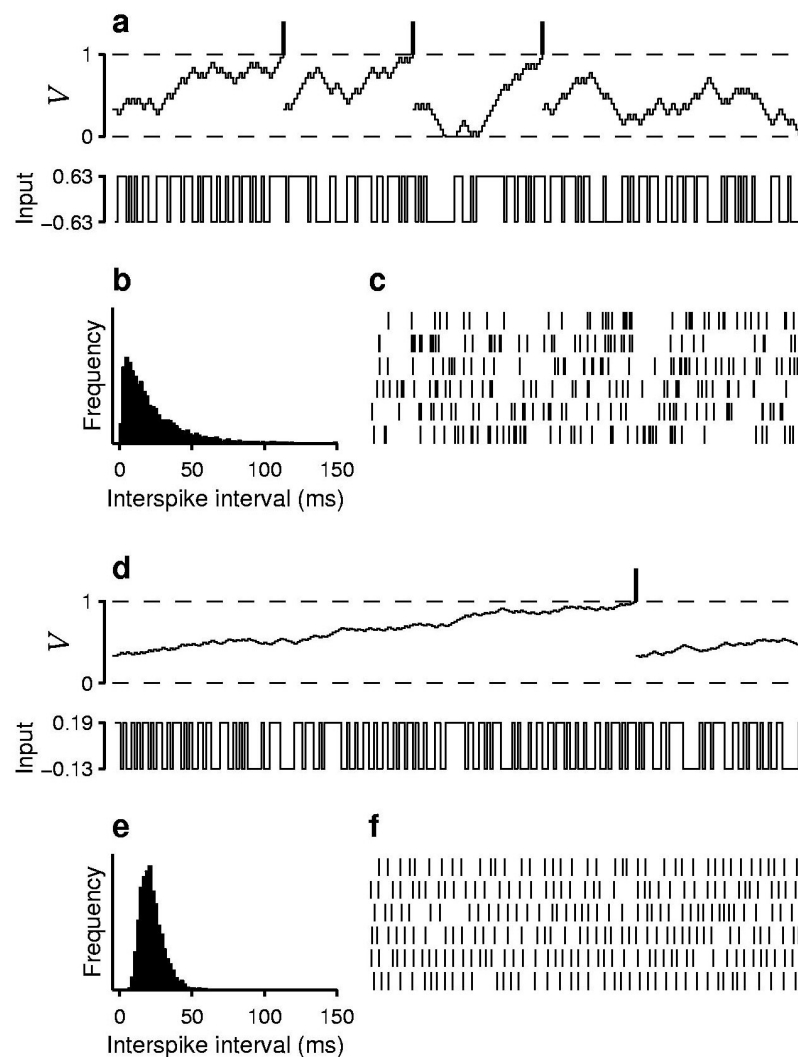 a
1
V
0
0.63
Input
−0.63
b
c
Frequency
0 50 100 150
Interspike interval (ms)
d
1
V
0
0.19
Input
−0.13
e
f
Frequency
0 50 100 150
Interspike interval (ms)